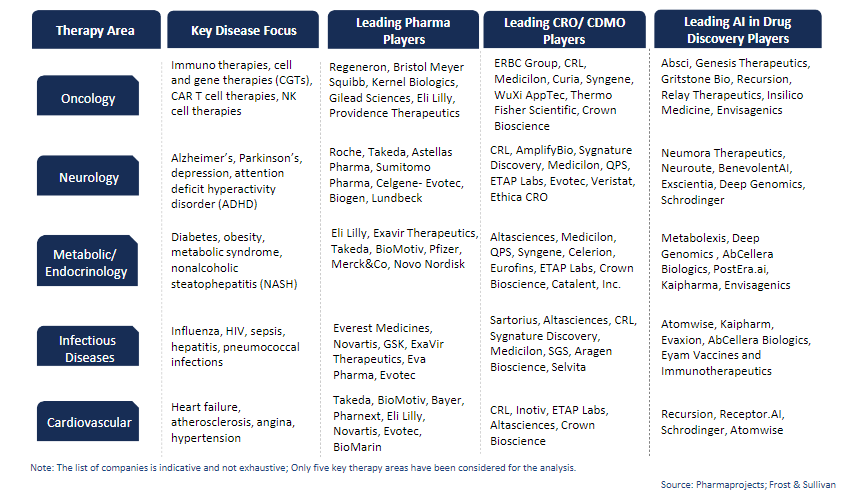 Therapy Area
Key Disease Focus
Leading Pharma
Players
Leading CRO/ CDMO
Players
Leading AI in Drug
Discovery Players
Oncology
Immuno therapies, cell
and gene therapies (CGTs),
CAR T cell therapies, NK
cell therapies
Regeneron, Bristol Meyer
Squibb, Kernel Biologics,
Gilead Sciences, Eli Lilly,
Providence Therapeutics
ERBC Group, CRL,
Medicilon, Curia, Syngene,
WuXi AppTec, Thermo
Fisher Scientific, Crown
Bioscience
Absci, Genesis Therapeutics,
Gritstone Bio, Recursion,
Relay Therapeutics, Insilico
Medicine, Envisagenics
Neurology
Alzheimer's, Parkinson's,
depression, attention
deficit hyperactivity
disorder (ADHD)
Roche, Takeda, Astellas
Pharma, Sumitomo
Pharma, Celgene- Evotec,
Biogen, Lundbeck
CRL, AmplifyBio, Sygnature
Discovery, Medicilon, QPS,
ETAP Labs, Evotec, Veristat,
Ethica CRO
Neumora Therapeutics,
Neuroute, BenevolentAI,
Exscientia, Deep Genomics,
Schrodinger
Metabolic/
Endocrinology
Diabetes, obesity,
metabolic syndrome,
nonalcoholic
steatophepatitis (NASH)
Eli Lilly, Exavir Therapeutics,
Takeda, BioMotiv, Pfizer,
Merck&Co, Novo Nordisk
Altasciences, Medicilon,
QPS, Syngene, Celerion,
Eurofins, ETAP Labs, Crown
Bioscience, Catalent, Inc.
Metabolexis, Deep
Genomics , AbCellera
Biologics, PostEra.ai,
Kaipharma, Envisagenics
Infectious
Diseases
Influenza, HIV, sepsis,
hepatitis, pneumococcal
infections
Everest Medicines,
Novartis, GSK, ExaVir
Therapeutics, Eva
Pharma, Evotec
Sartorius, Altasciences, CRL,
Sygnature Discovery,
Medicilon, SGS, Aragen
Bioscience, Selvita
Atomwise, Kaipharm,
Evaxion, AbCellera Biologics,
Eyam Vaccines and
Immunotherapeutics
Cardiovascular
Heart failure,
atherosclerosis, angina,
hypertension
Takeda, BioMotiv, Bayer,
Pharnext, Eli Lilly,
Novartis, Evotec,
BioMarin
CRL, Inotiv, ETAP Labs,
Altasciences, Crown
Bioscience
Recursion, Receptor.AI,
Schrodinger, Atomwise
Note: The list of companies is indicative and not exhaustive; Only five key therapy areas have been considered for the analysis.
Source: Pharmaprojects; Frost & Sullivan